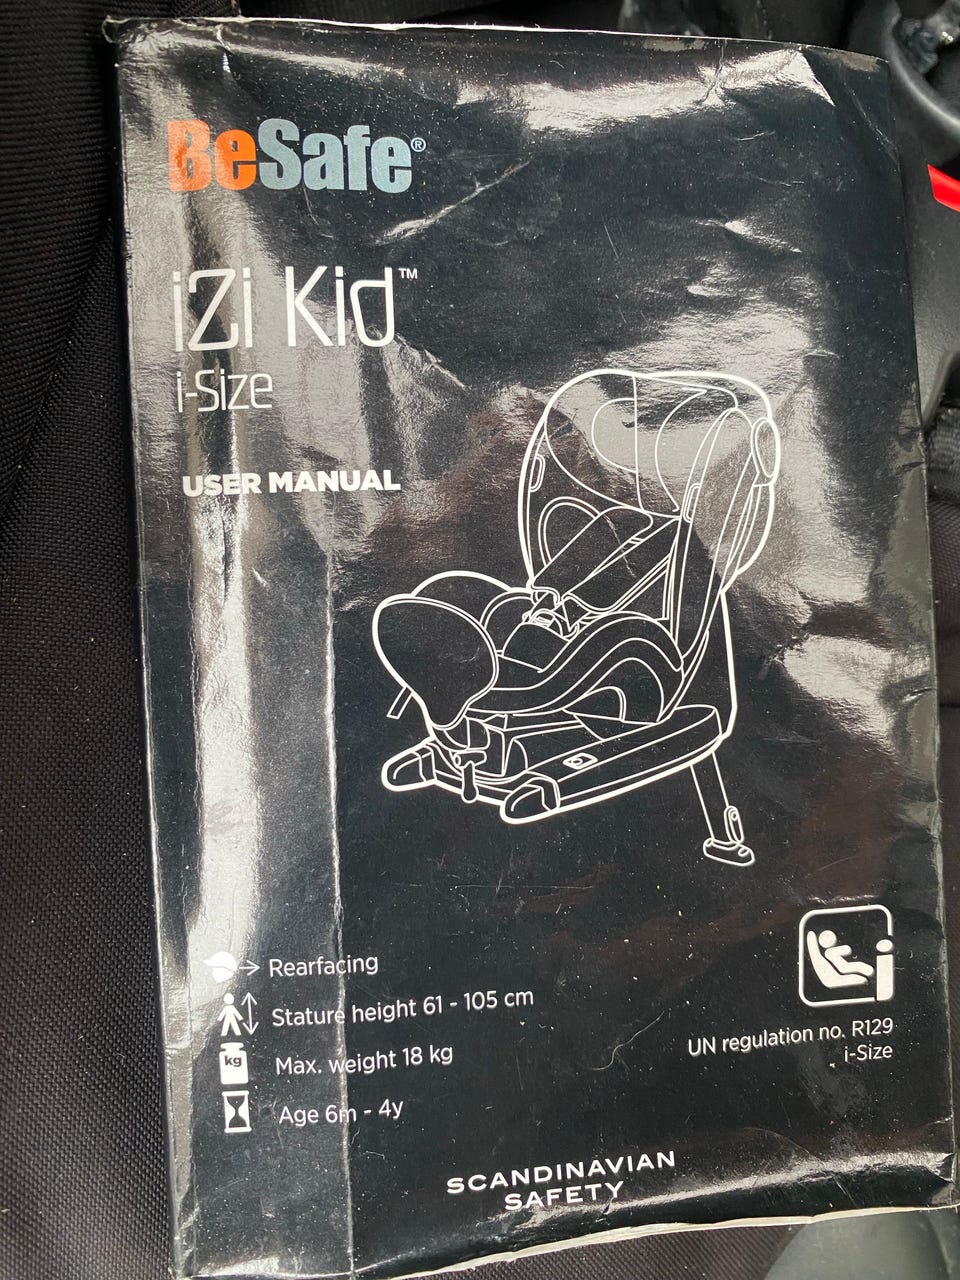 BeSafe®
iZi Kid™
i-Size
USER MANUAL
Rearfacing
Stature height 61 - 105 cm
kg
Max. weight 18 kg
Age 6m - 4y
UN regulation no. R129
i-Size
SCANDINAVIAN
SAFETY